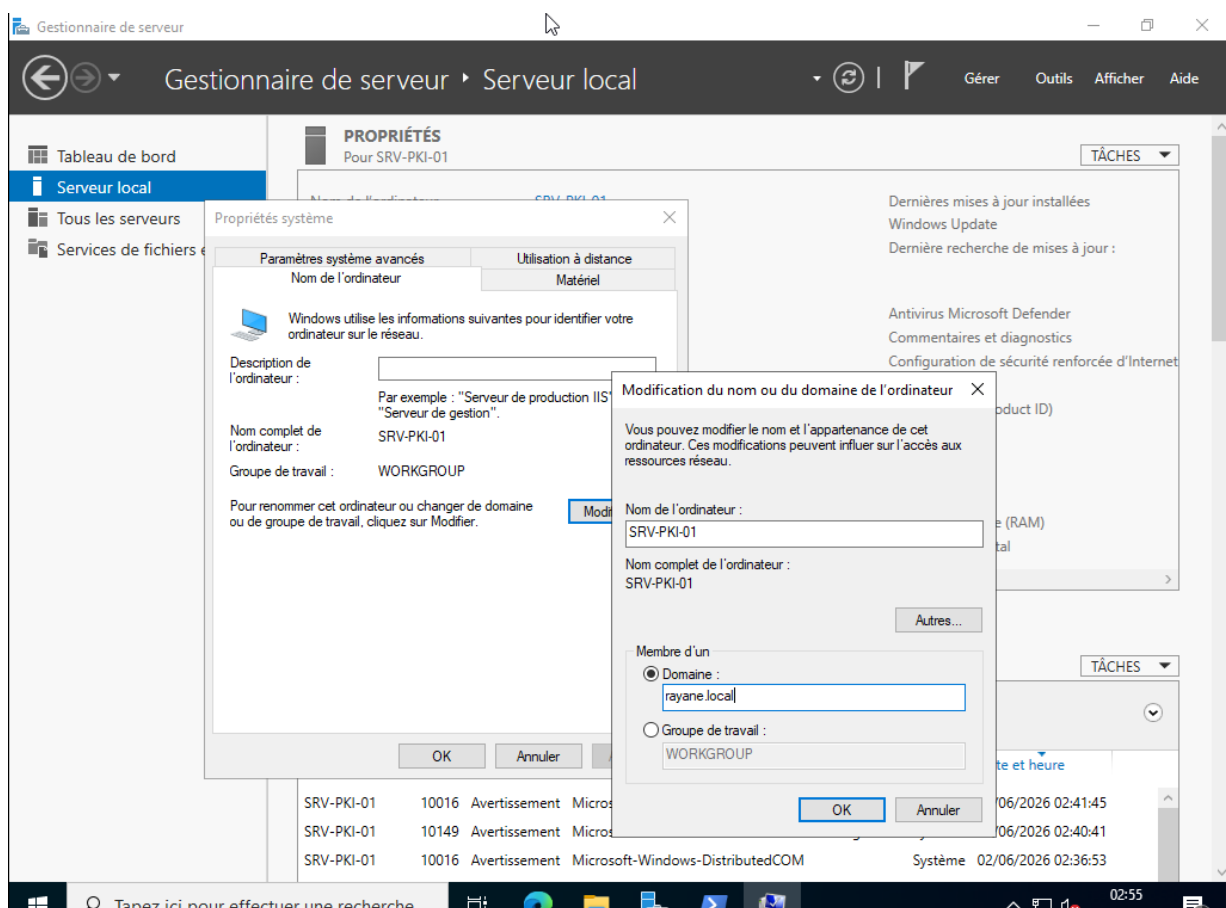 Gestionnaire de serveur
Gestionnaire de serveur ‣ Serveur local
Gérer Outils Afficher Aide
Tableau de bord
Serveur local
Tous les serveurs
Services de fichiers
PROPRIÉTÉS
Pour SRV-PKI-01
TÂCHES
Dernières mises à jour installées
Windows Update
Dernière recherche de mises à jour :
Antivirus Microsoft Defender
Commentaires et diagnostics
Configuration de sécurité renforcée d'Internet
oduct ID)
e (RAM)
tal
Propriétés système
Paramètres système avancés
Utilisation à distance
Nom de l'ordinateur
Matériel
Windows utilise les informations suivantes pour identifier votre
ordinateur sur le réseau.
Description de
l'ordinateur :
Par exemple : "Serveur de production IIS"
"Serveur de gestion".
Nom complet de
l'ordinateur :
SRV-PKI-01
Groupe de travail :
WORKGROUP
Pour renommer cet ordinateur ou changer de domaine
ou de groupe de travail, cliquez sur Modifier.
Modif
OK
Annuler
Modification du nom ou du domaine de l'ordinateur
Vous pouvez modifier le nom et l'appartenance de cet
ordinateur. Ces modifications peuvent influer sur l'accès aux
ressources réseau.
Nom de l'ordinateur :
SRV-PKI-01
Nom complet de l'ordinateur :
SRV-PKI-01
Autres...
Membre d'un
Domaine :
rayane.local
Groupe de travail :
WORKGROUP
OK
Annuler
TÂCHES
te et heure
SRV-PKI-01 10016 Avertissement Micros /06/2026 02:41:45
SRV-PKI-01 10149 Avertissement Micros /06/2026 02:40:41
SRV-PKI-01 10016 Avertissement Microsoft-Windows-DistributedCOM Système 02/06/2026 02:36:53
Tapez ici pour effectuer une recherche
02:55